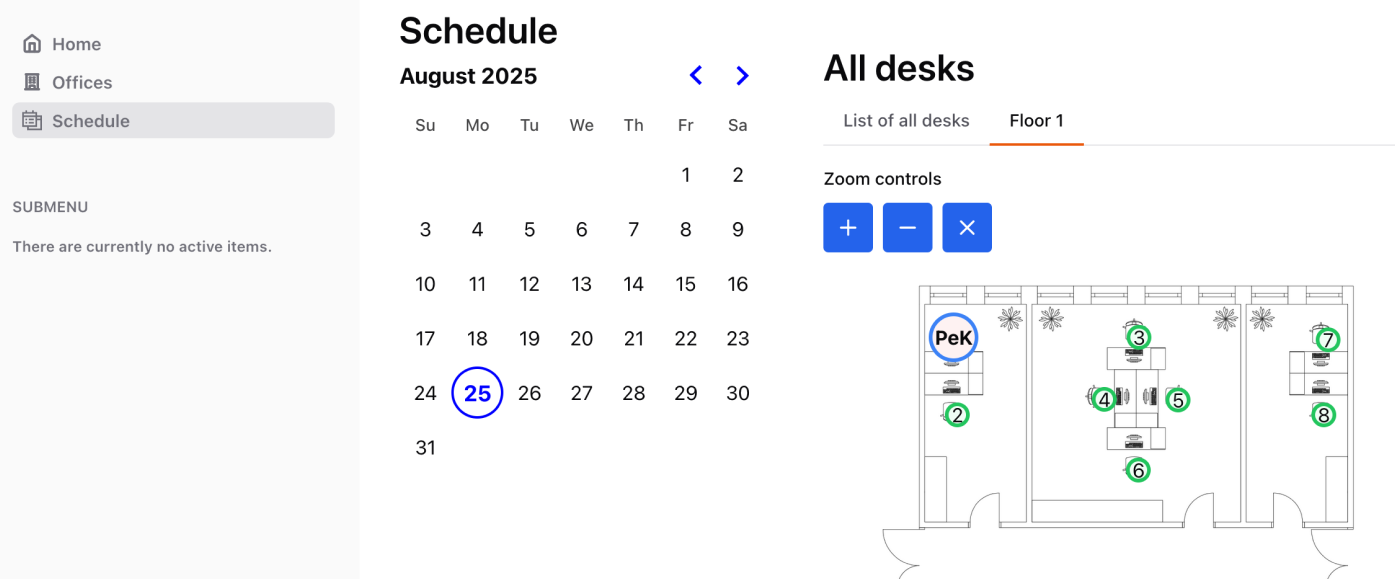 Home
Offices
Schedule
SUBMENU
There are currently no active items.
Schedule
August 2025
Su Mo Tu We Th Fr Sa
1 2
3 4 5 6 7 8 9
10 11 12 13 14 15 16
17 18 19 20 21 22 23
24 25 26 27 28 29 30
31
All desks
List of all desks Floor 1
Zoom controls
PeK 3 7
4 5
2 8
6